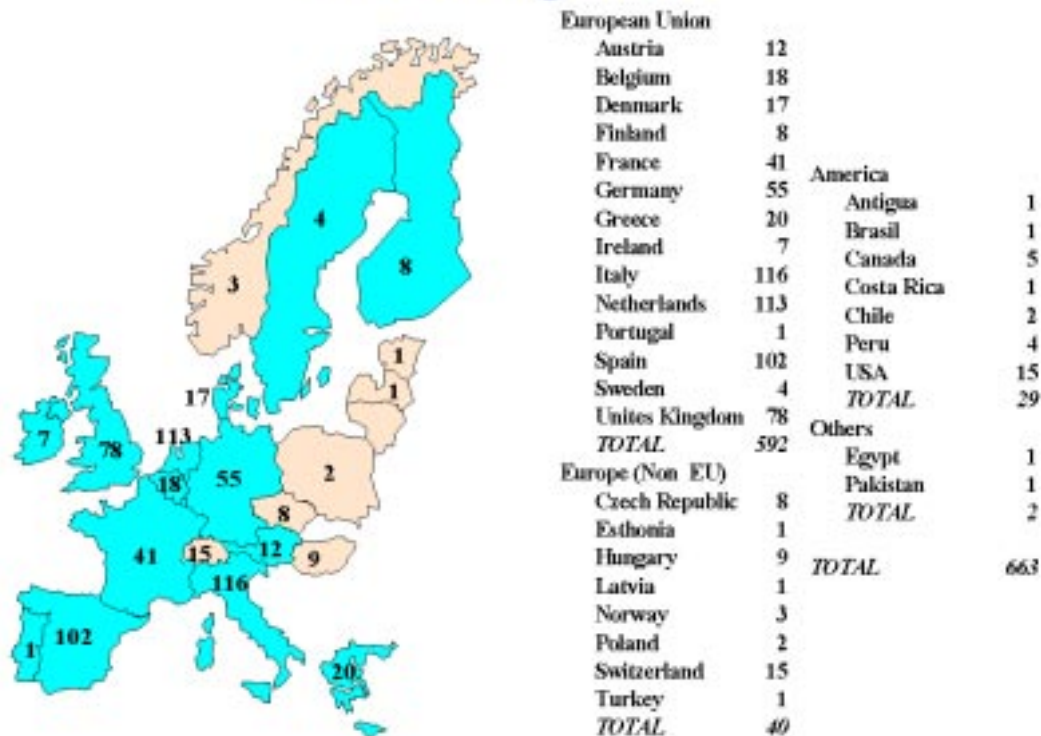 European Union
Austria 12
Belgium 18
Denmark 17
Finland 8
France 41
Germany 55
Greece 20
Ireland 7
Italy 116
Netherlands 113
Portugal 1
Spain 102
Sweden 4
Unites Kingdom 78
TOTAL 592
Europe (Non EU)
Czech Republic 8
Esthonia 1
Hungary 9
Latvia 1
Norway 3
Poland 2
Switzerland 15
Turkey 1
TOTAL 40
America
Antigua 1
Brasil 1
Canada 5
Costa Rica 1
Chile 2
Peru 4
USA 15
TOTAL 29
Others
Egypt 1
Pakistan 1
TOTAL 2
TOTAL 663
4
8
3
1
1
17
7
78
113
18
55
2
8
12
9
15
41
116
1
102
20